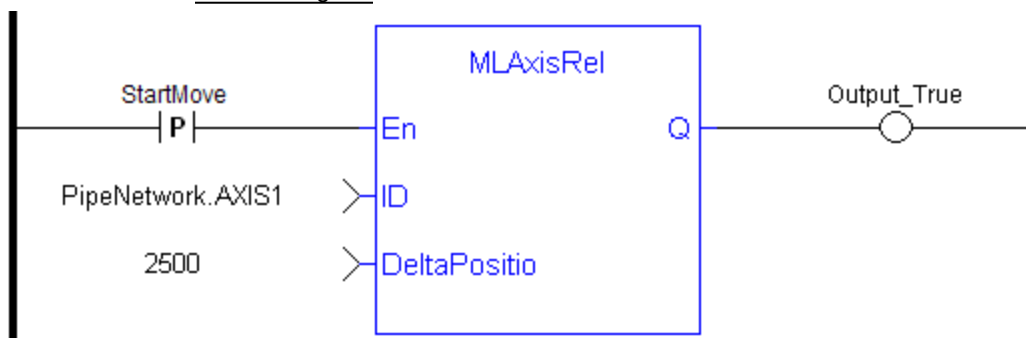 MLAxisRel
StartMove
Output_True
P
En
Q
PipeNetwork.AXIS1
ID
2500
DeltaPositio